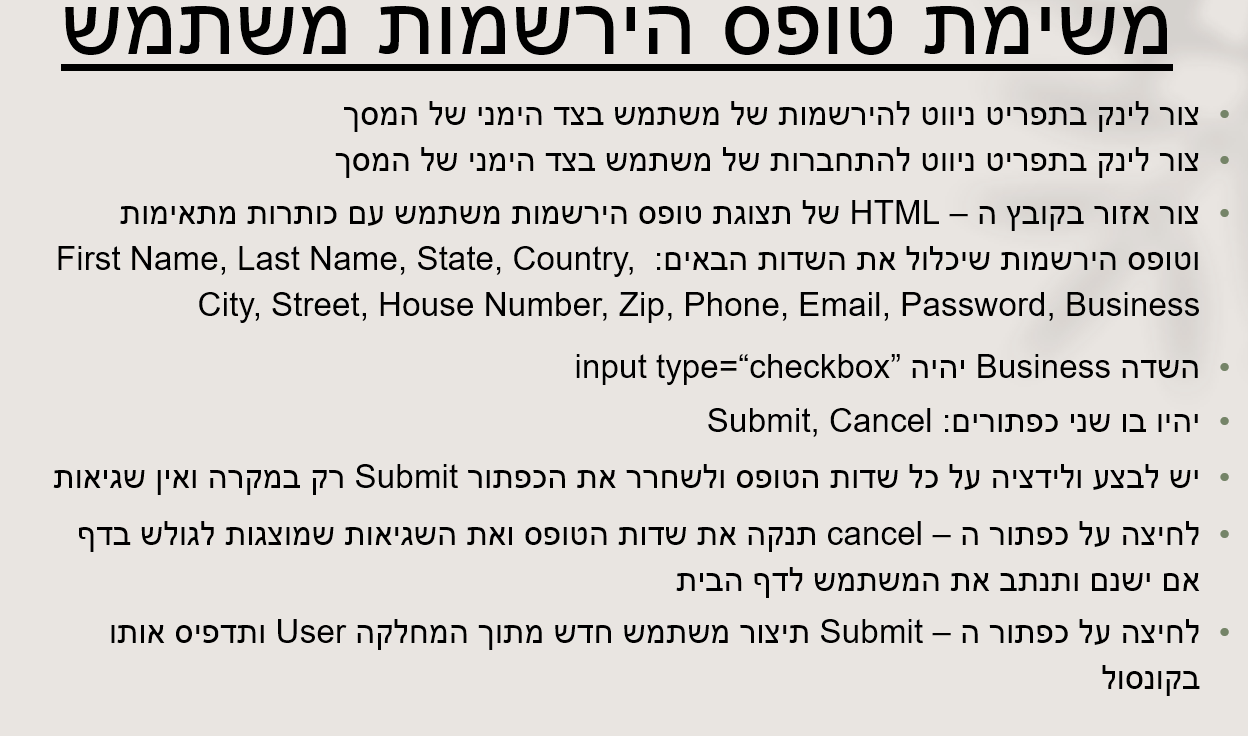 משימת טופס הירשמות משתמש
• צור לינק בתפריט ניווט להירשמות של משתמש בצד הימני של המסך
• צור לינק בתפריט ניווט להתחברות של משתמש בצד הימני של המסך
• צור אזור בקובץ ה – HTML של תצוגת טופס הירשמות משתמש עם כותרות מתאימות
וטופס הירשמות שיכלול את השדות הבאים: First Name, Last Name, State, Country,
City, Street, House Number, Zip, Phone, Email, Password, Business
• השדה Business יהיה input type=“checkbox”
• יהיו בו שני כפתורים: Submit, Cancel
• יש לבצע ולידציה על כל שדות הטופס ולשחרר את הכפתור Submit רק במקרה ואין שגיאות
• לחיצה על כפתור ה – cancel תנקה את שדות הטופס ואת השגיאות שמוצגות לגולש בדף
אם ישנם ותנתב את המשתמש לדף הבית
• לחיצה על כפתור ה – Submit תיצור משתמש חדש מתוך המחלקה User ותדפיס אותו
בקונסול